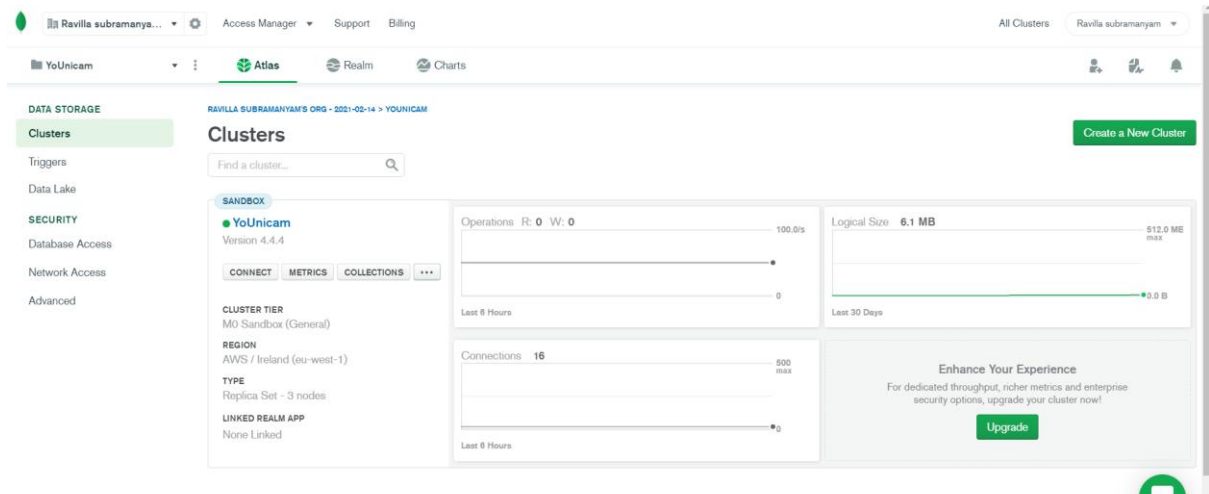 Ravilla subramanya... Access Manager Support Billing All Clusters Ravilla subramanyam
YoUnicam Atlas Realm Charts
DATA STORAGE
Clusters
Triggers
Data Lake
SECURITY
Database Access
Network Access
Advanced
RAVILLA SUBRAMANYAM'S ORG - 2021-02-14 > YOUNICAM
Clusters
Create a New Cluster
Find a cluster...
SANDBOX
YoUnicam
Version 4.4.4
CONNECT METRICS COLLECTIONS ...
CLUSTER TIER
M0 Sandbox (General)
REGION
AWS / Ireland (eu-west-1)
TYPE
Replica Set - 3 nodes
LINKED REALM APP
None Linked
Operations R: 0 W: 0
100.0/s
0
Last 6 Hours
Logical Size 6.1 MB
512.0 MB
max
0.0 B
Last 30 Days
Connections 16
500
max
0
Last 6 Hours
Enhance Your Experience
For dedicated throughput, richer metrics and enterprise
security options, upgrade your cluster now!
Upgrade